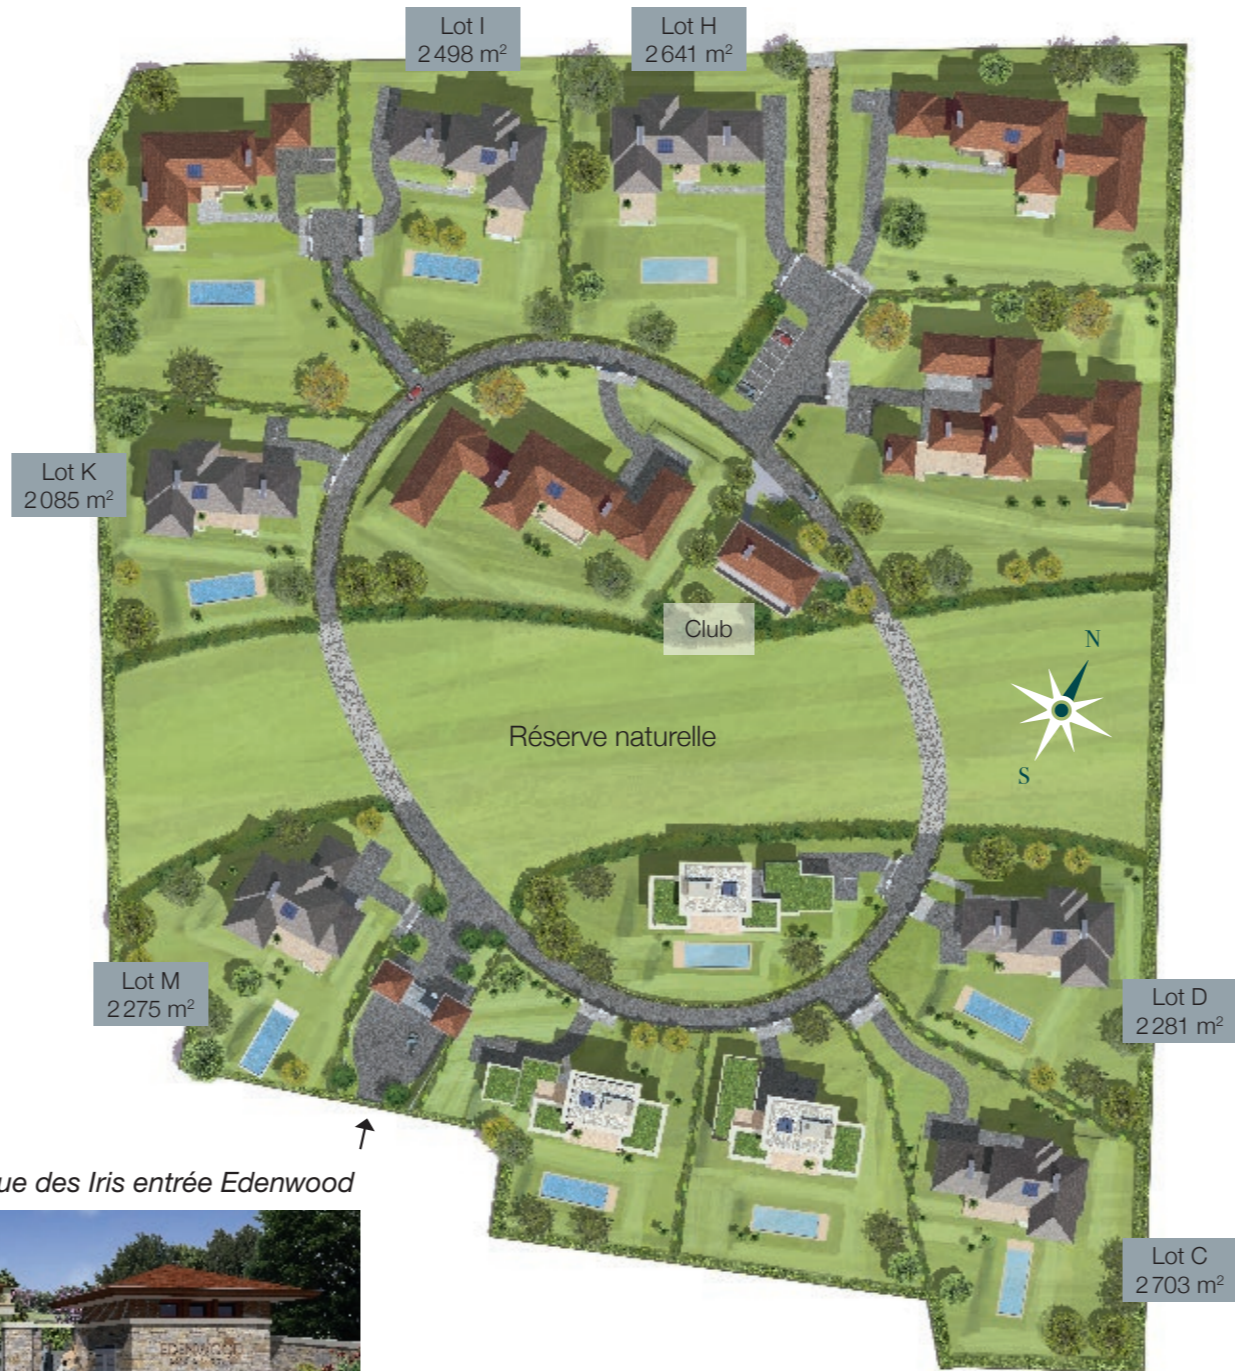 Lot I
2 498 m²
Lot H
2 641 m²
Lot K
2 085 m²
Club
N
Réserve naturelle
S
Lot M
2 275 m²
Lot D
2 281 m²
ue des Iris entrée Edenwood
Lot C
2 703 m²
EDENWOOD